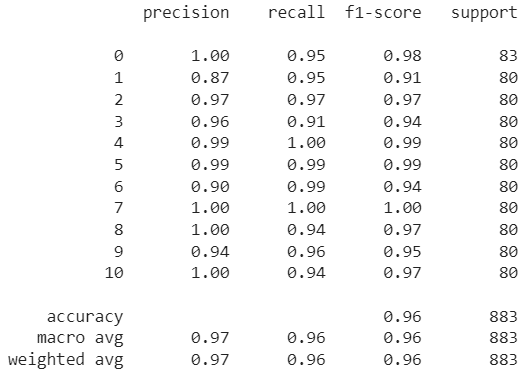 precision recall f1-score support
0 1.00 0.95 0.98 83
1 0.87 0.95 0.91 80
2 0.97 0.97 0.97 80
3 0.96 0.91 0.94 80
4 0.99 1.00 0.99 80
5 0.99 0.99 0.99 80
6 0.90 0.99 0.94 80
7 1.00 1.00 1.00 80
8 1.00 0.94 0.97 80
9 0.94 0.96 0.95 80
10 1.00 0.94 0.97 80
accuracy 0.96 883
macro avg 0.97 0.96 0.96 883
weighted avg 0.97 0.96 0.96 883